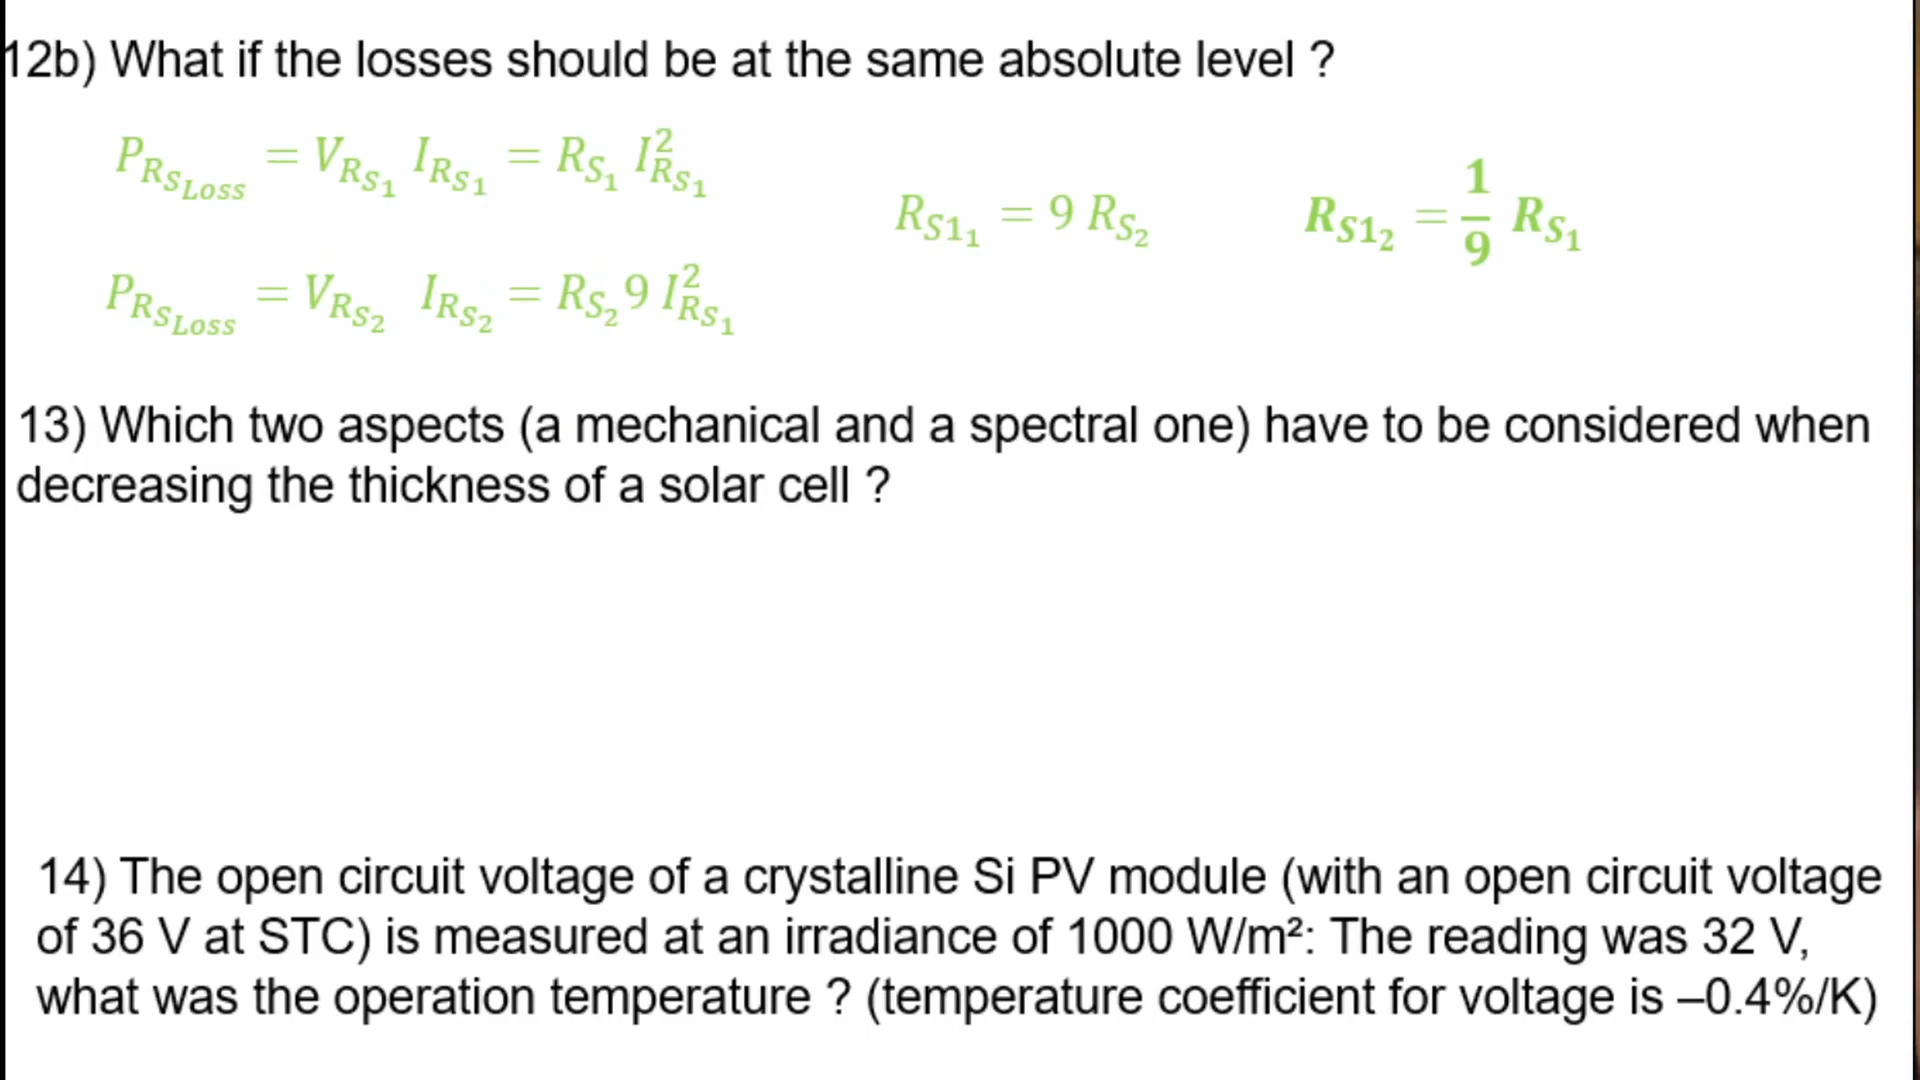 12b) What if the losses should be at the same absolute level ?
P_{R_{S_{Loss}}} = V_{R_{S_1}} I_{R_{S_1}} = R_{S_1} I_{R_{S_1}}^2
R_{S1_1} = 9 R_{S_2}
R_{S1_2} = \frac{1}{9} R_{S_1}
P_{R_{S_{Loss}}} = V_{R_{S_2}} I_{R_{S_2}} = R_{S_2} 9 I_{R_{S_1}}^2
13) Which two aspects (a mechanical and a spectral one) have to be considered when
decreasing the thickness of a solar cell ?
14) The open circuit voltage of a crystalline Si PV module (with an open circuit voltage
of 36 V at STC) is measured at an irradiance of 1000 W/m²: The reading was 32 V,
what was the operation temperature ? (temperature coefficient for voltage is –0.4%/K)